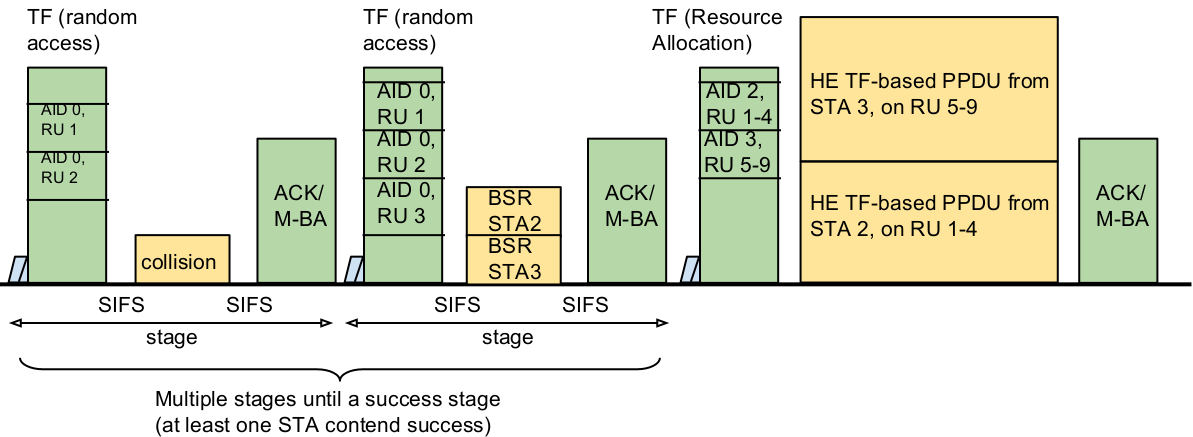 TF (random
access)
TF (random
access)
TF (Resource
Allocation)
AID 0,
RU 1
AID 0,
RU 2
collision
ACK/
M-BA
AID 0,
RU 1
AID 0,
RU 2
AID 0,
RU 3
BSR
STA2
BSR
STA3
ACK/
M-BA
AID 2,
RU 1-4
AID 3,
RU 5-9
HE TF-based PPDU from
STA 3, on RU 5-9
HE TF-based PPDU from
STA 2, on RU 1-4
ACK/
M-BA
SIFS
SIFS
SIFS
SIFS
stage
stage
Multiple stages until a success stage
(at least one STA contend success)